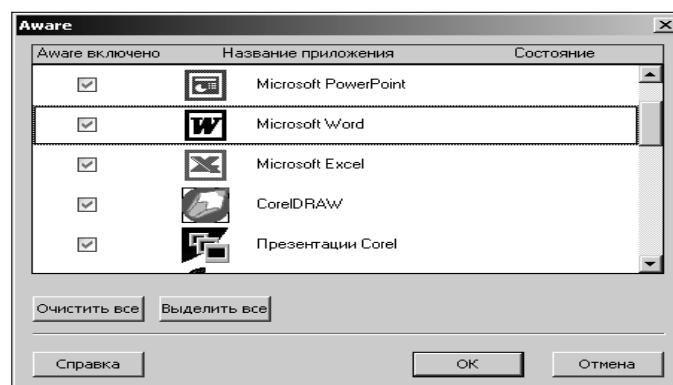 Aware
Aware включено Название приложения Состояние
Microsoft PowerPoint
Microsoft Word
Microsoft Excel
CorelDRAW
Презентации Corel
Очистить все Выделить все
Справка OK Отмена